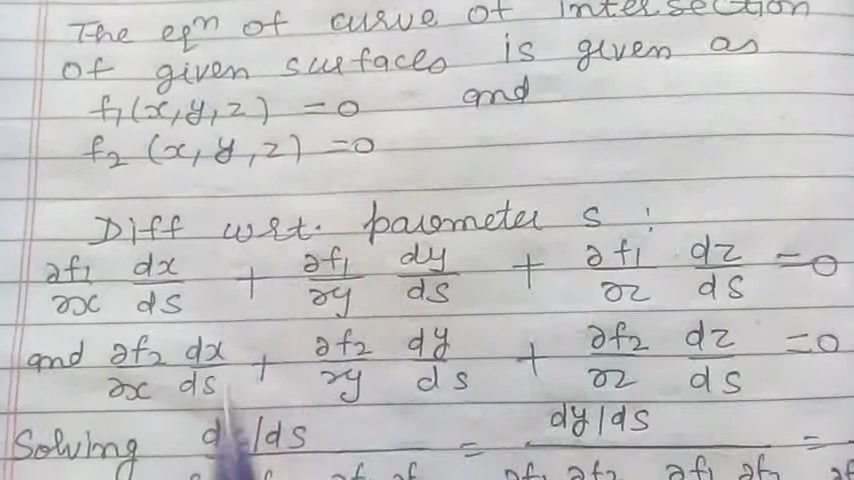 The eqn of curve of intersection
of given surfaces is given as
f₁(x,y,z) =0 and
f₂ (x,y,z) =0
Diff w.r.t. parameter s :
∂f₁/∂x dx/ds + ∂f₁/∂y dy/ds + ∂f₁/∂z dz/ds =0
and ∂f₂/∂x dx/ds + ∂f₂/∂y dy/ds + ∂f₂/∂z dz/ds =0
Solving /ds = dy/ds =